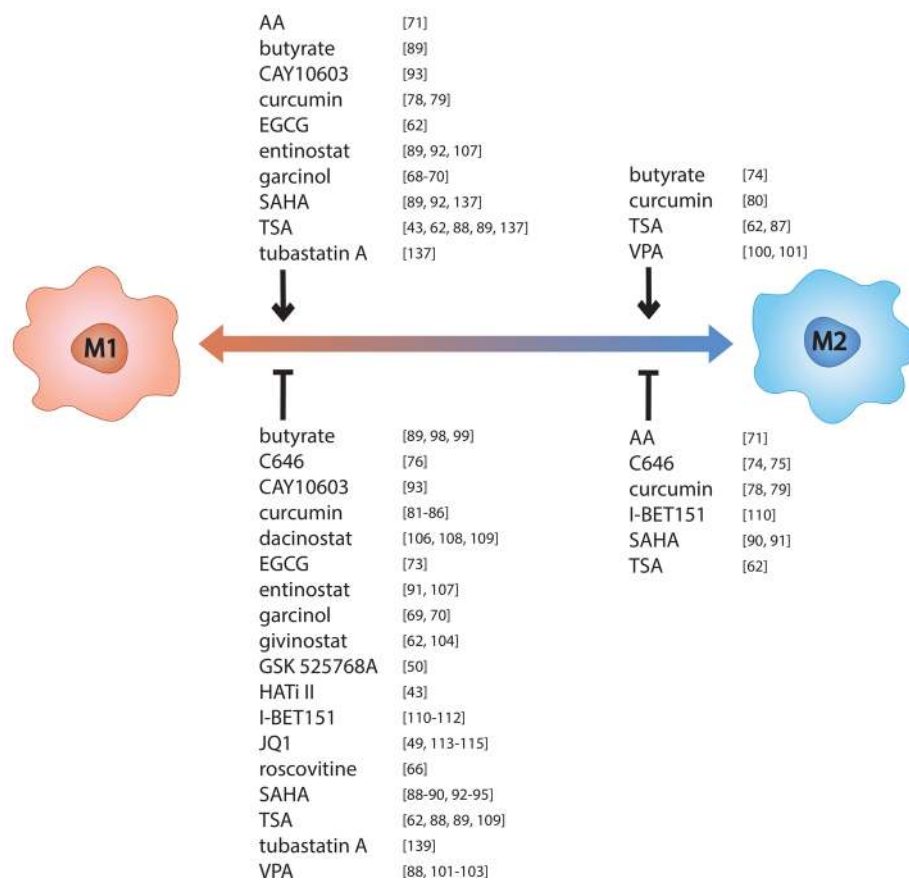 AA [71]
butyrate [89]
CAY10603 [93]
curcumin [78, 79]
EGCG [62]
entinostat [89, 92, 107]
garcinol [68-70]
SAHA [89, 92, 137]
TSA [43, 62, 88, 89, 137]
tubastatin A [137]
butyrate [74]
curcumin [80]
TSA [62, 87]
VPA [100, 101]
M1
M2
butyrate [89, 98, 99]
C646 [76]
CAY10603 [93]
curcumin [81-86]
dacinostat [106, 108, 109]
EGCG [73]
entinostat [91, 107]
garcinol [69, 70]
givinostat [62, 104]
GSK 525768A [50]
HATi II [43]
I-BET151 [110-112]
JQ1 [49, 113-115]
roscovitine [66]
SAHA [88-90, 92-95]
TSA [62, 88, 89, 109]
tubastatin A [139]
VPA [88, 101-103]
AA [71]
C646 [74, 75]
curcumin [78, 79]
I-BET151 [110]
SAHA [90, 91]
TSA [62]